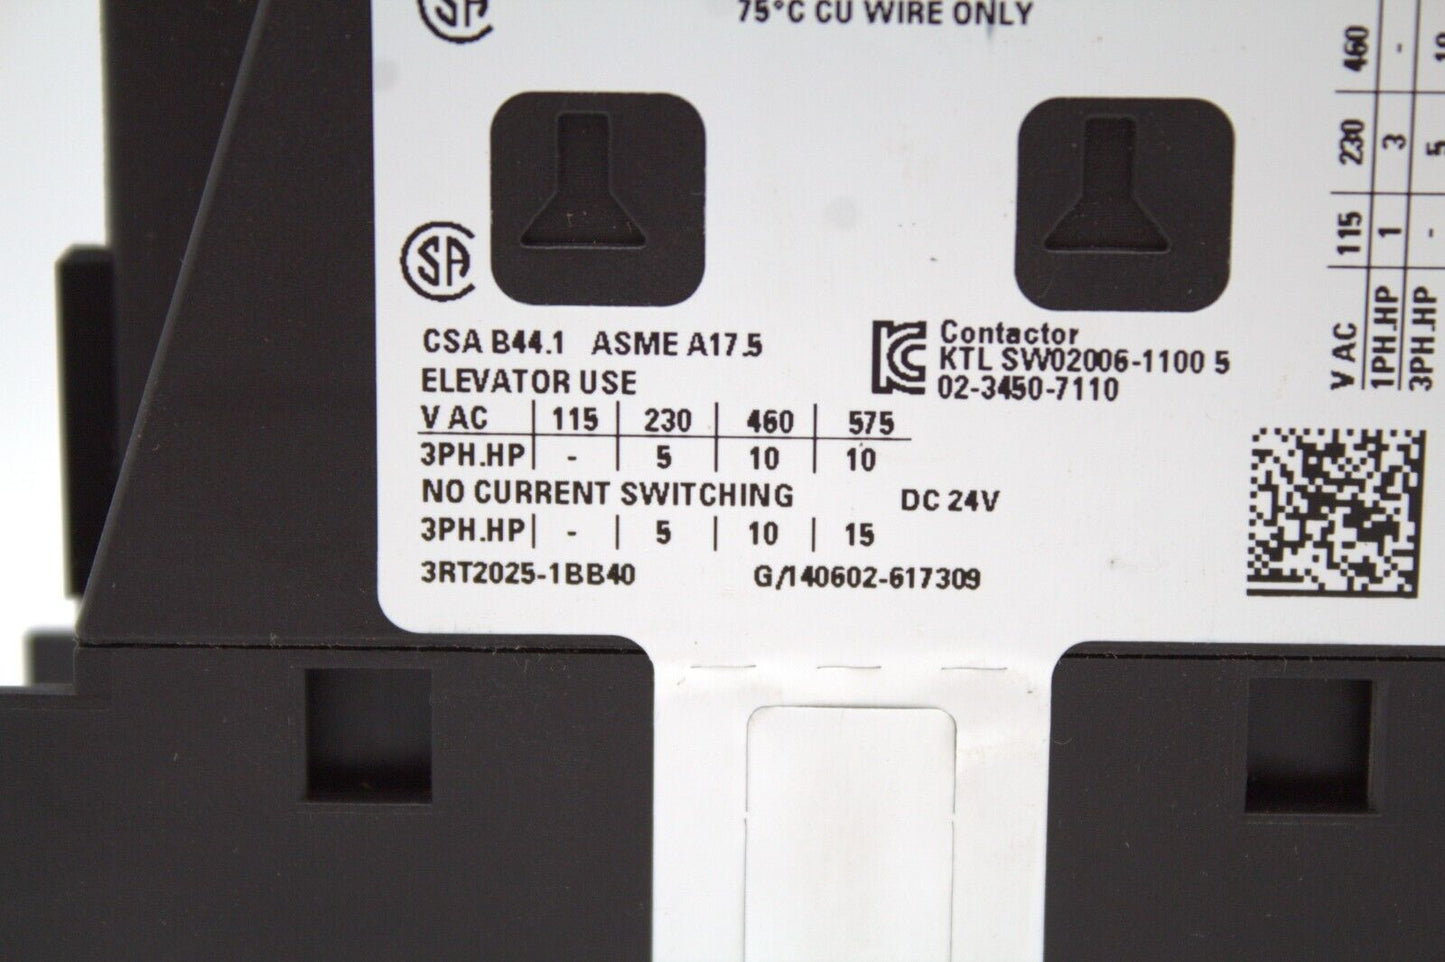 SA
75°C CU WIRE ONLY
SA
CSA B44.1 ASME A17.5
ELEVATOR USE
V AC | 115 | 230 | 460 | 575
3PH.HP | - | 5 | 10 | 10
NO CURRENT SWITCHING DC 24V
3PH.HP | - | 5 | 10 | 15
3RT2025-1BB40 G/140602-617309
Contactor
KTL SW02006-1100 5
02-3450-7110
V AC | 115 | 230 | 460
1PH.HP | 1 | 3 | -
3PH.HP | - | 5 | 10